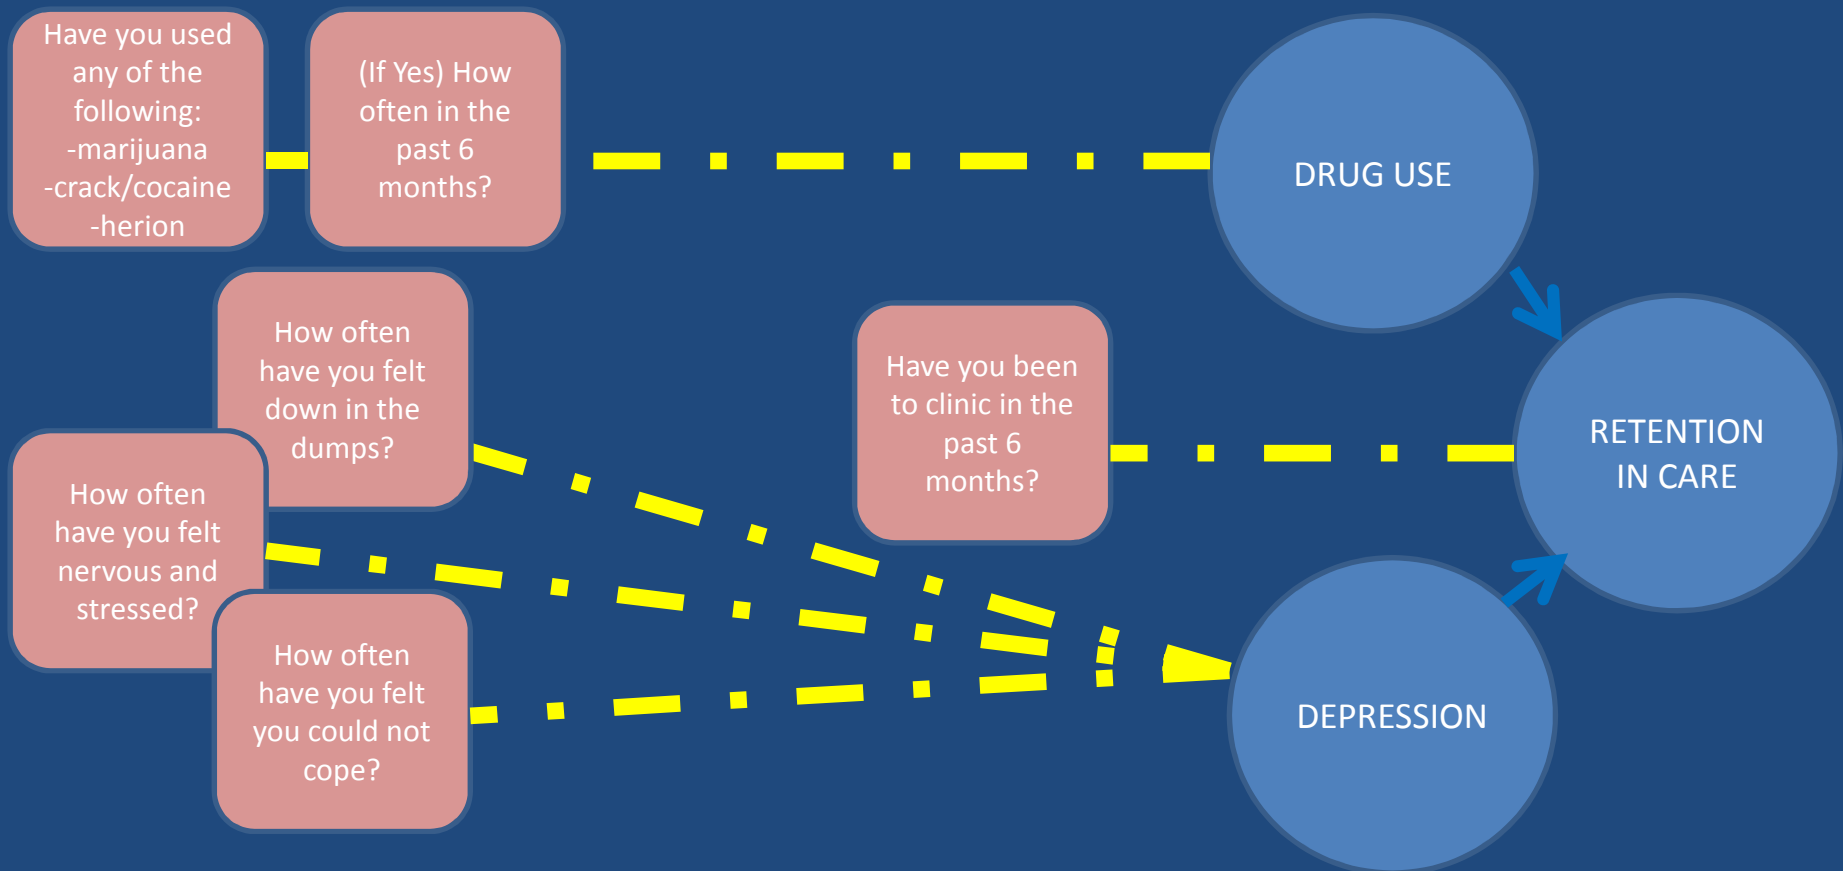 Have you used
any of the
following:
-marijuana
-crack/cocaine
-herion
(If Yes) How
often in the
past 6
months?
DRUG USE
How often
have you felt
down in the
dumps?
Have you been
to clinic in the
past 6
months?
RETENTION
IN CARE
How often
have you felt
nervous and
stressed?
How often
have you felt
you could not
cope?
DEPRESSION